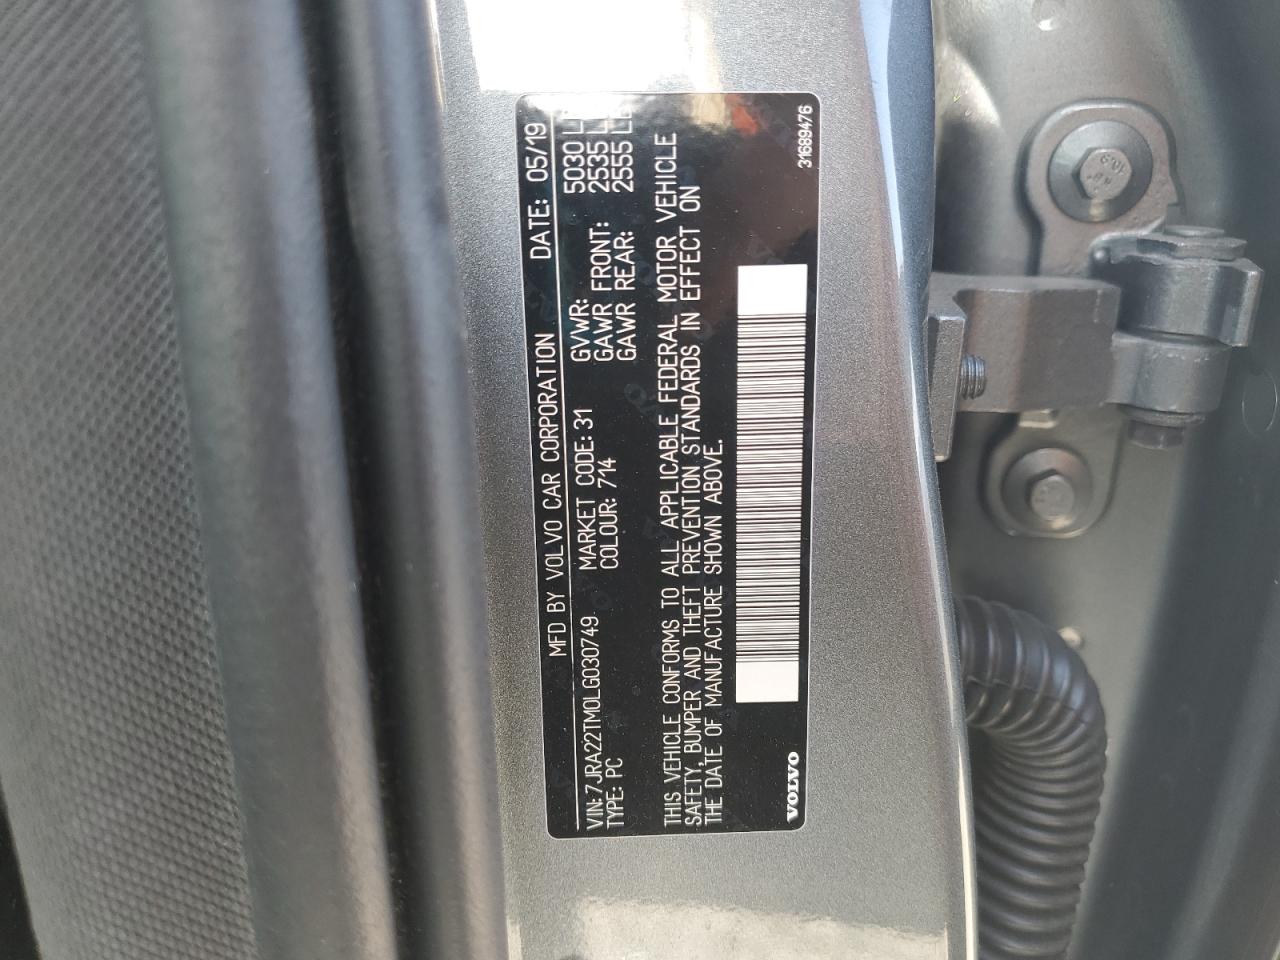 MFD BY VOLVO CAR CORPORATION DATE: 05/19
VIN: 7JRA22TM0LG030749 MARKET CODE: 31 GVWR: 5030
TYPE: PC COLOUR: 714 GAWR FRONT: 2535
GAWR REAR: 2555
THIS VEHICLE CONFORMS TO ALL APPLICABLE FEDERAL MOTOR VEHICLE
SAFETY, BUMPER AND THEFT PREVENTION STANDARDS IN EFFECT ON
THE DATE OF MANUFACTURE SHOWN ABOVE.
VOLVO 31689476